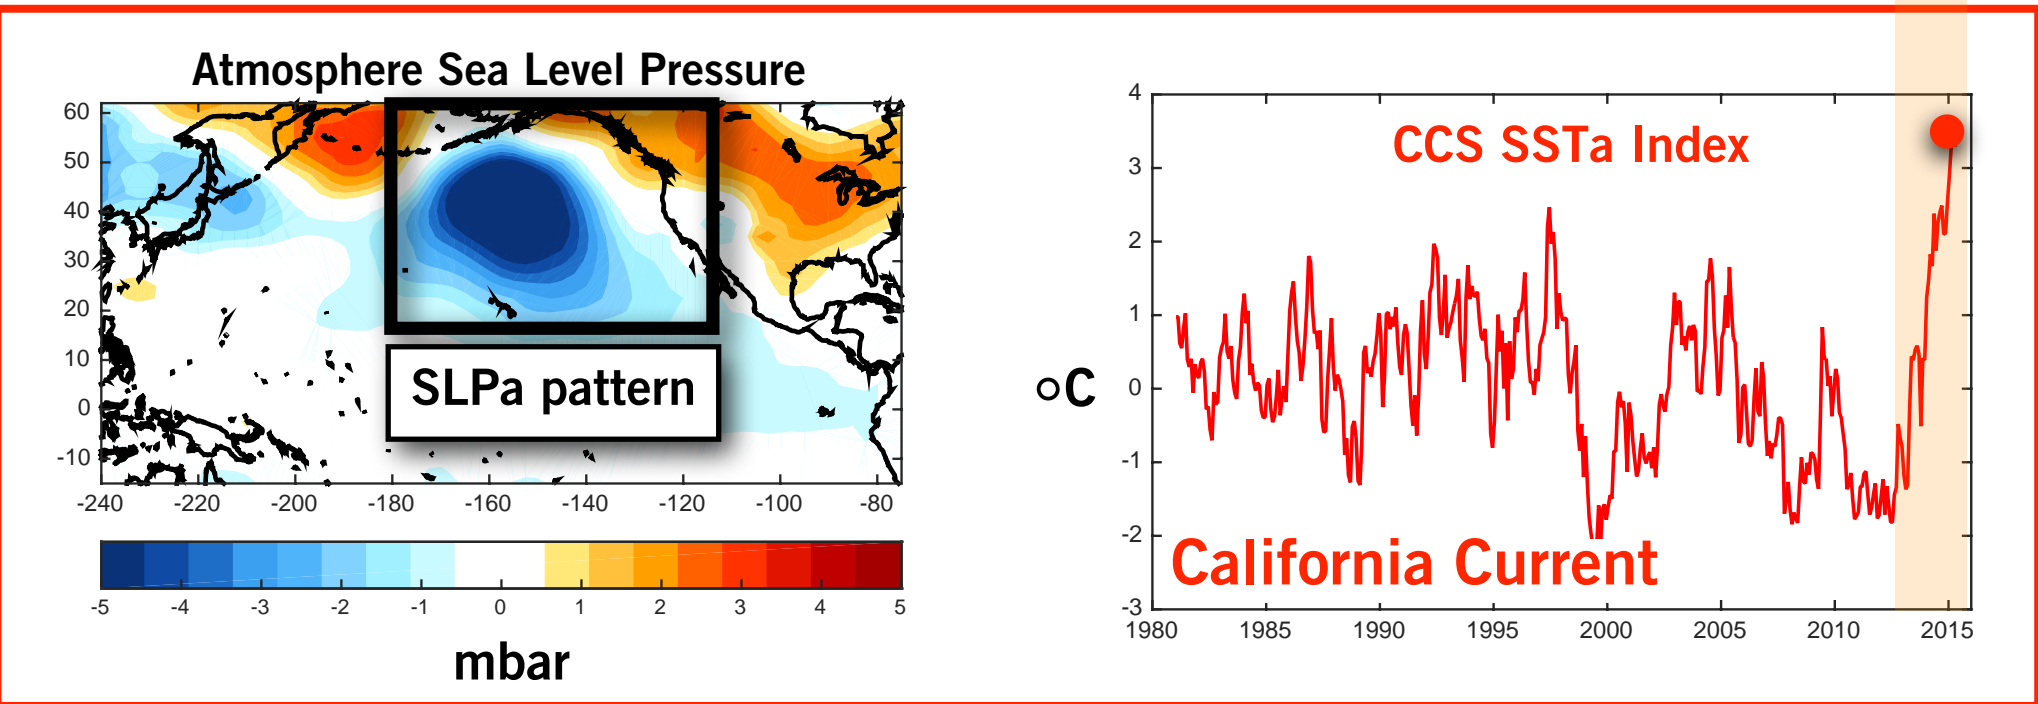 Atmosphere Sea Level Pressure
60
50
40
30
20
10
0
-10
-240 -220 -200 -180 -160 -140 -120 -100 -80
SLPa pattern
-5 -4 -3 -2 -1 0 1 2 3 4 5
mbar
CCS SSTa Index
°C
4
3
2
1
0
-1
-2
-3
1980 1985 1990 1995 2000 2005 2010 2015
California Current